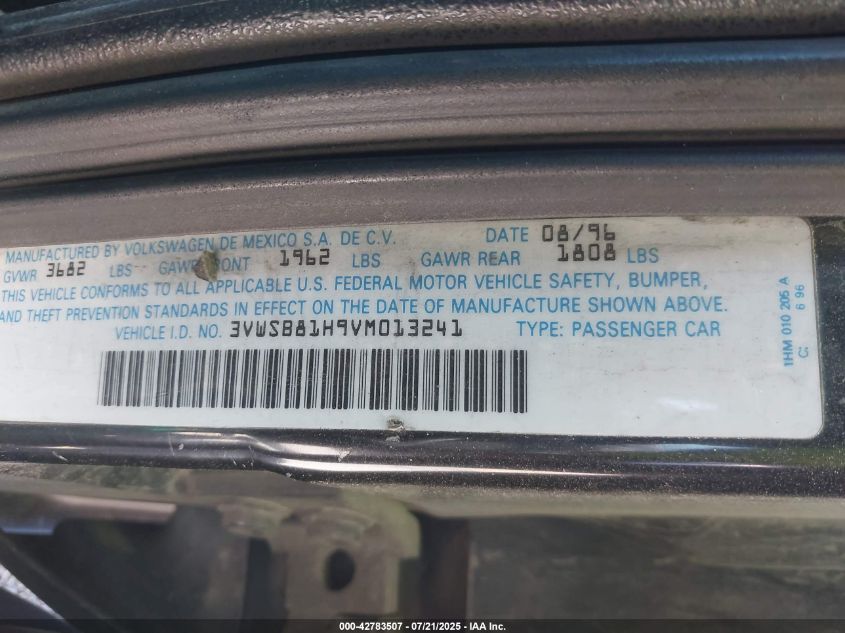 MANUFACTURED BY VOLKSWAGEN DE MEXICO S.A. DE C.V. DATE 08/96
GVWR 3682 LBS GAWR 1962 LBS GAWR REAR 1808 LBS
THIS VEHICLE CONFORMS TO ALL APPLICABLE U.S. FEDERAL MOTOR VEHICLE SAFETY, BUMPER,
AND THEFT PREVENTION STANDARDS IN EFFECT ON THE DATE OF MANUFACTURE SHOWN ABOVE.
VEHICLE I.D. NO. 3VWSB81H9VM013241 TYPE: PASSENGER CAR
1HM 010 205 A
C: 6 96
000-42783507 - 07/21/2025 - IAA Inc.